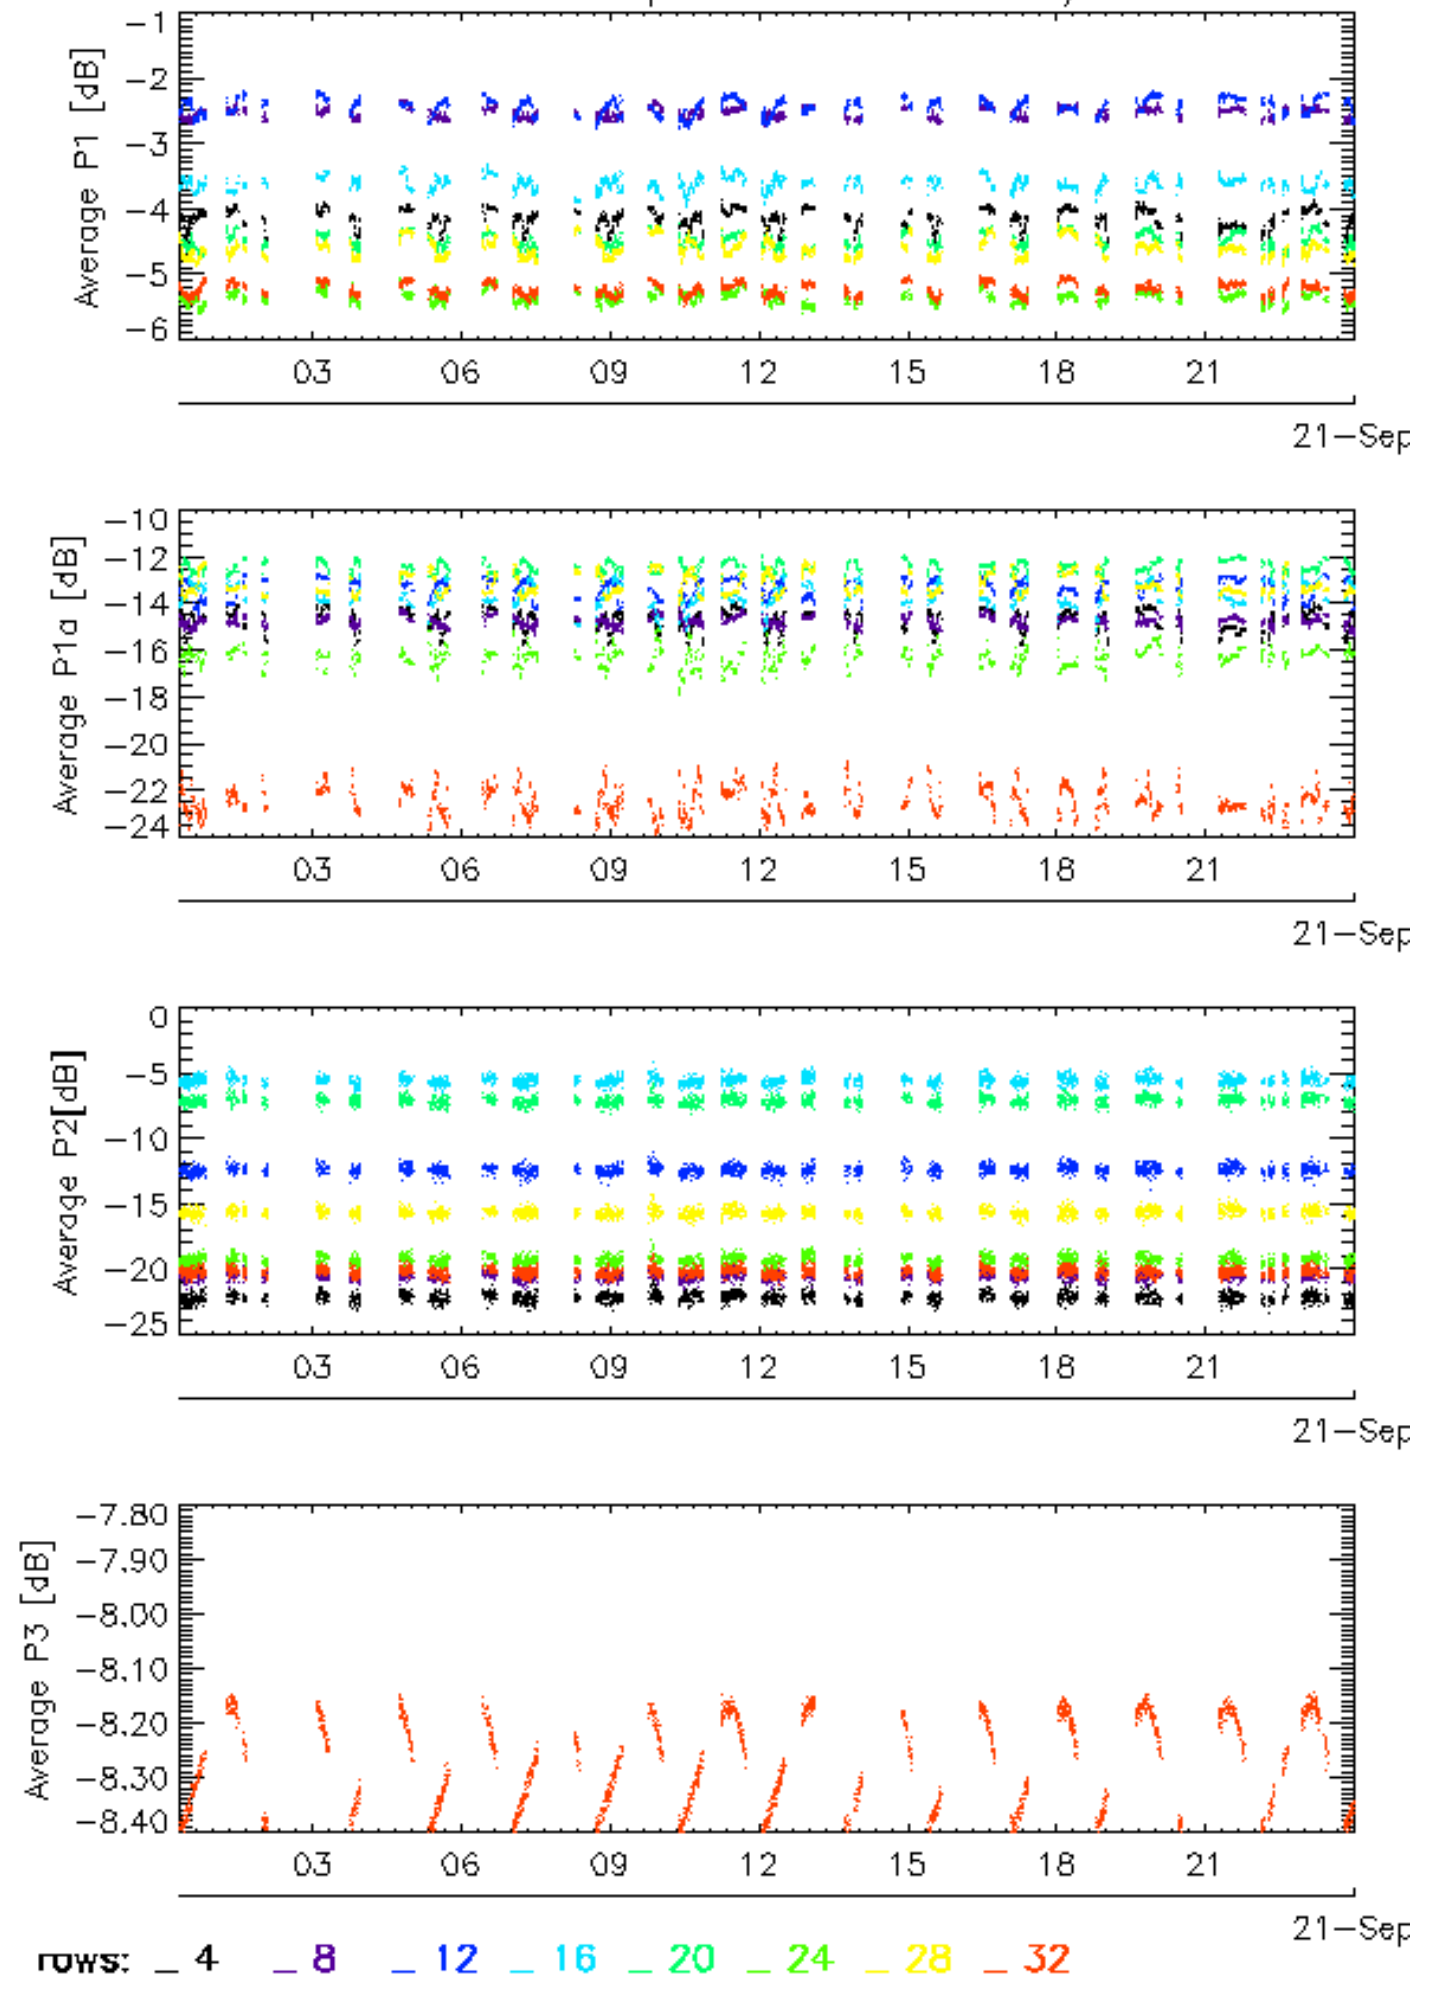 Average P1 [dB]
-1
-2
-3
-4
-5
-6
03 06 09 12 15 18 21
21-Sep
Average P1a [dB]
-10
-12
-14
-16
-18
-20
-22
-24
03 06 09 12 15 18 21
21-Sep
Average P2[dB]
0
-5
-10
-15
-20
-25
03 06 09 12 15 18 21
21-Sep
Average P3 [dB]
-7.80
-7.90
-8.00
-8.10
-8.20
-8.30
-8.40
03 06 09 12 15 18 21
21-Sep
rows: _ 4 _ 8 _ 12 _ 16 _ 20 _ 24 _ 28 _ 32